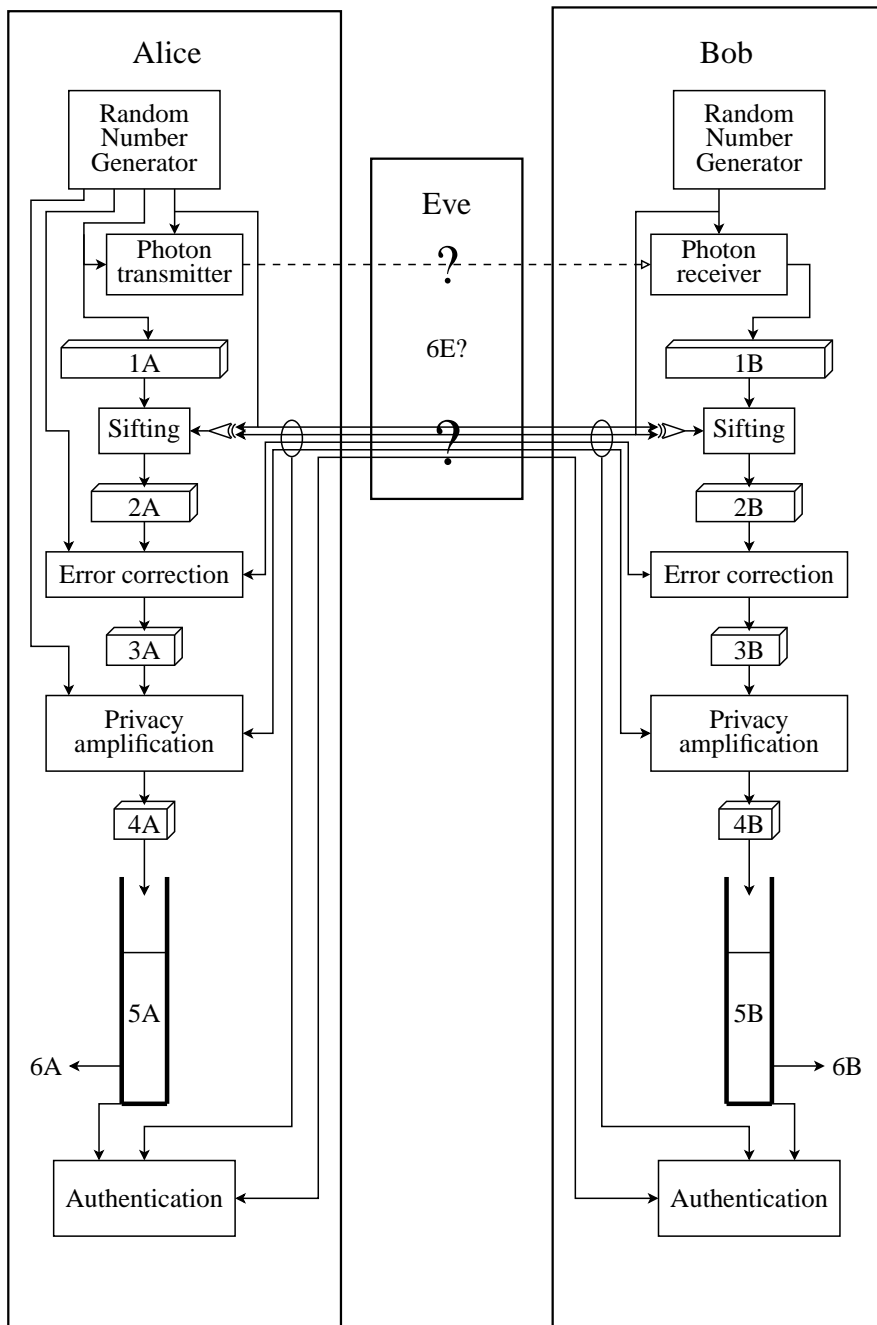 Alice
Random
Number
Generator
Photon
transmitter
1A
Sifting
2A
Error correction
3A
Privacy
amplification
4A
5A
6A
Authentication
Eve
?
6E?
?
Bob
Random
Number
Generator
Photon
receiver
1B
Sifting
2B
Error correction
3B
Privacy
amplification
4B
5B
6B
Authentication